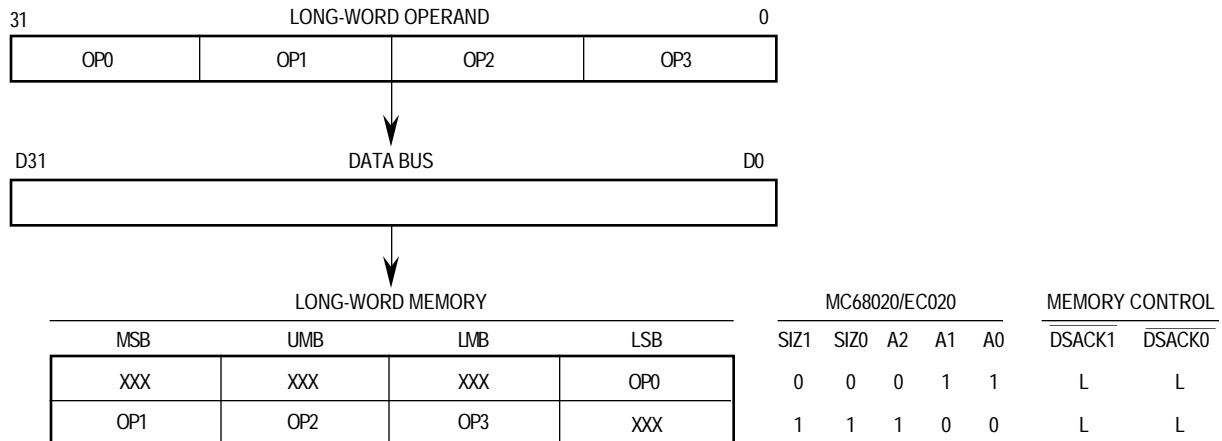 31 LONG-WORD OPERAND 0
OP0 OP1 OP2 OP3
D31 DATA BUS D0
LONG-WORD MEMORY MC68020/EC020 MEMORY CONTROL
MSB UMB LMB LSB SIZ1 SIZ0 A2 A1 A0 DSACK1 DSACK0
XXX XXX XXX OP0 0 0 0 1 1 L L
OP1 OP2 OP3 XXX 1 1 1 0 0 L L